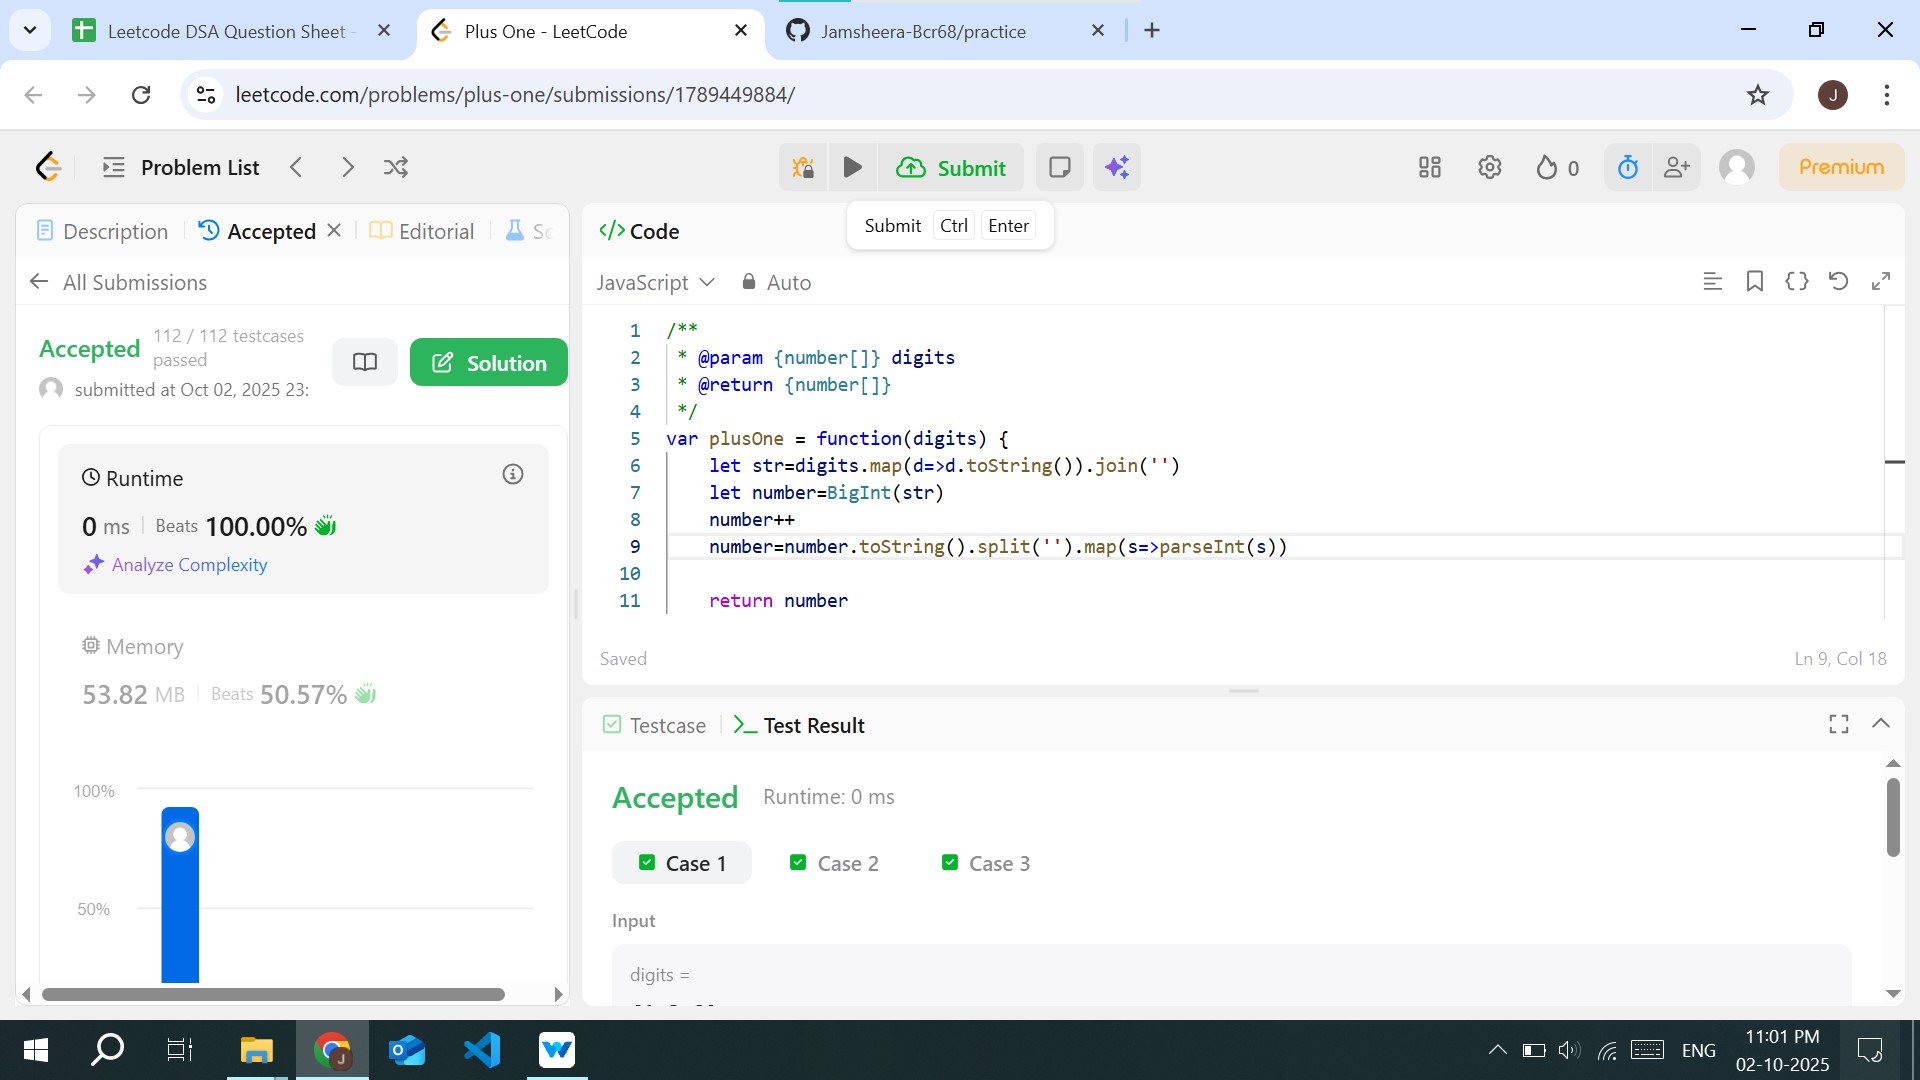 Leetcode DSA Question Sheet -
Plus One - LeetCode
Jamsheera-Bcr68/practice
leetcode.com/problems/plus-one/submissions/1789449884/
J
Problem List
Submit
0
Premium
Description
Accepted
Editorial
So
Code
Submit Ctrl Enter
All Submissions
JavaScript
Auto
Accepted
112 / 112 testcases passed
submitted at Oct 02, 2025 23:
Solution
Runtime
0 ms
Beats 100.00%
Analyze Complexity
Memory
53.82 MB
Beats 50.57%
100%
50%
1 /**
2 * @param {number[]} digits
3 * @return {number[]}
4 */
5 var plusOne = function(digits) {
6 let str=digits.map(d=>d.toString()).join('')
7 let number=BigInt(str)
8 number++
9 number=number.toString().split('').map(s=>parseInt(s))
10
11 return number
Saved
Ln 9, Col 18
Testcase
Test Result
Accepted
Runtime: 0 ms
Case 1
Case 2
Case 3
Input
digits =
J
W
ENG
11:01 PM
02-10-2025